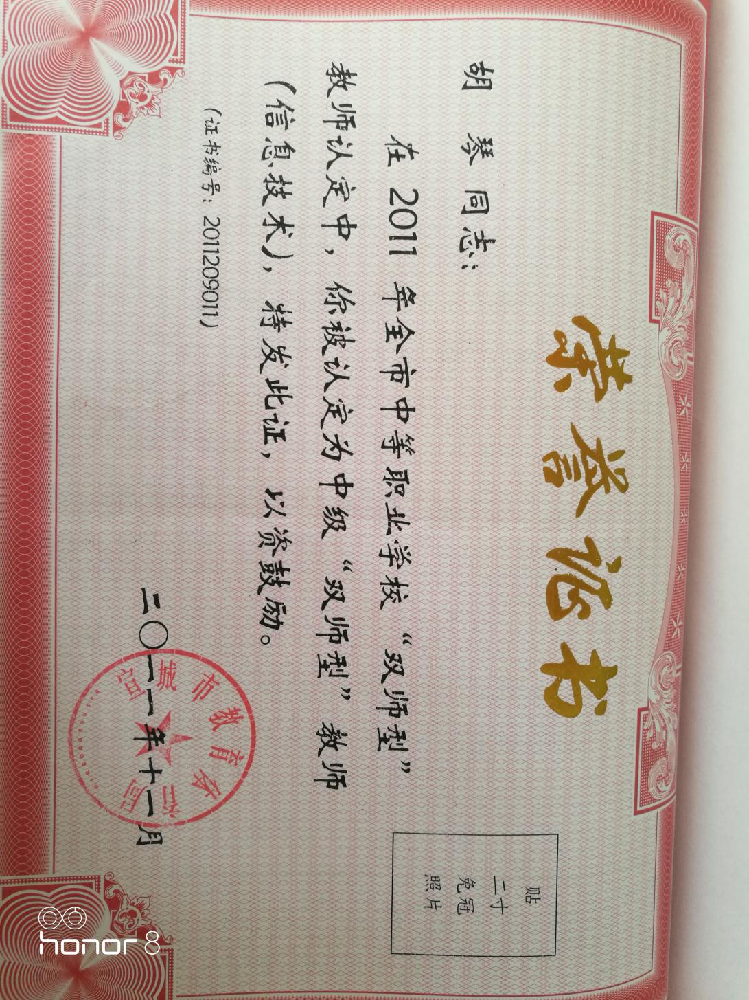 荣誉证书
胡 琴 同志：
在 2011 年全市中等职业学校“双师型”
教师认定中，你被认定为中级“双师型”教师
（信息技术），特发此证，以资鼓励。
（证书编号：2011209011）
贴
二寸
免冠
照片
宣城市教育体育局
二〇一一年十一月
honor 8